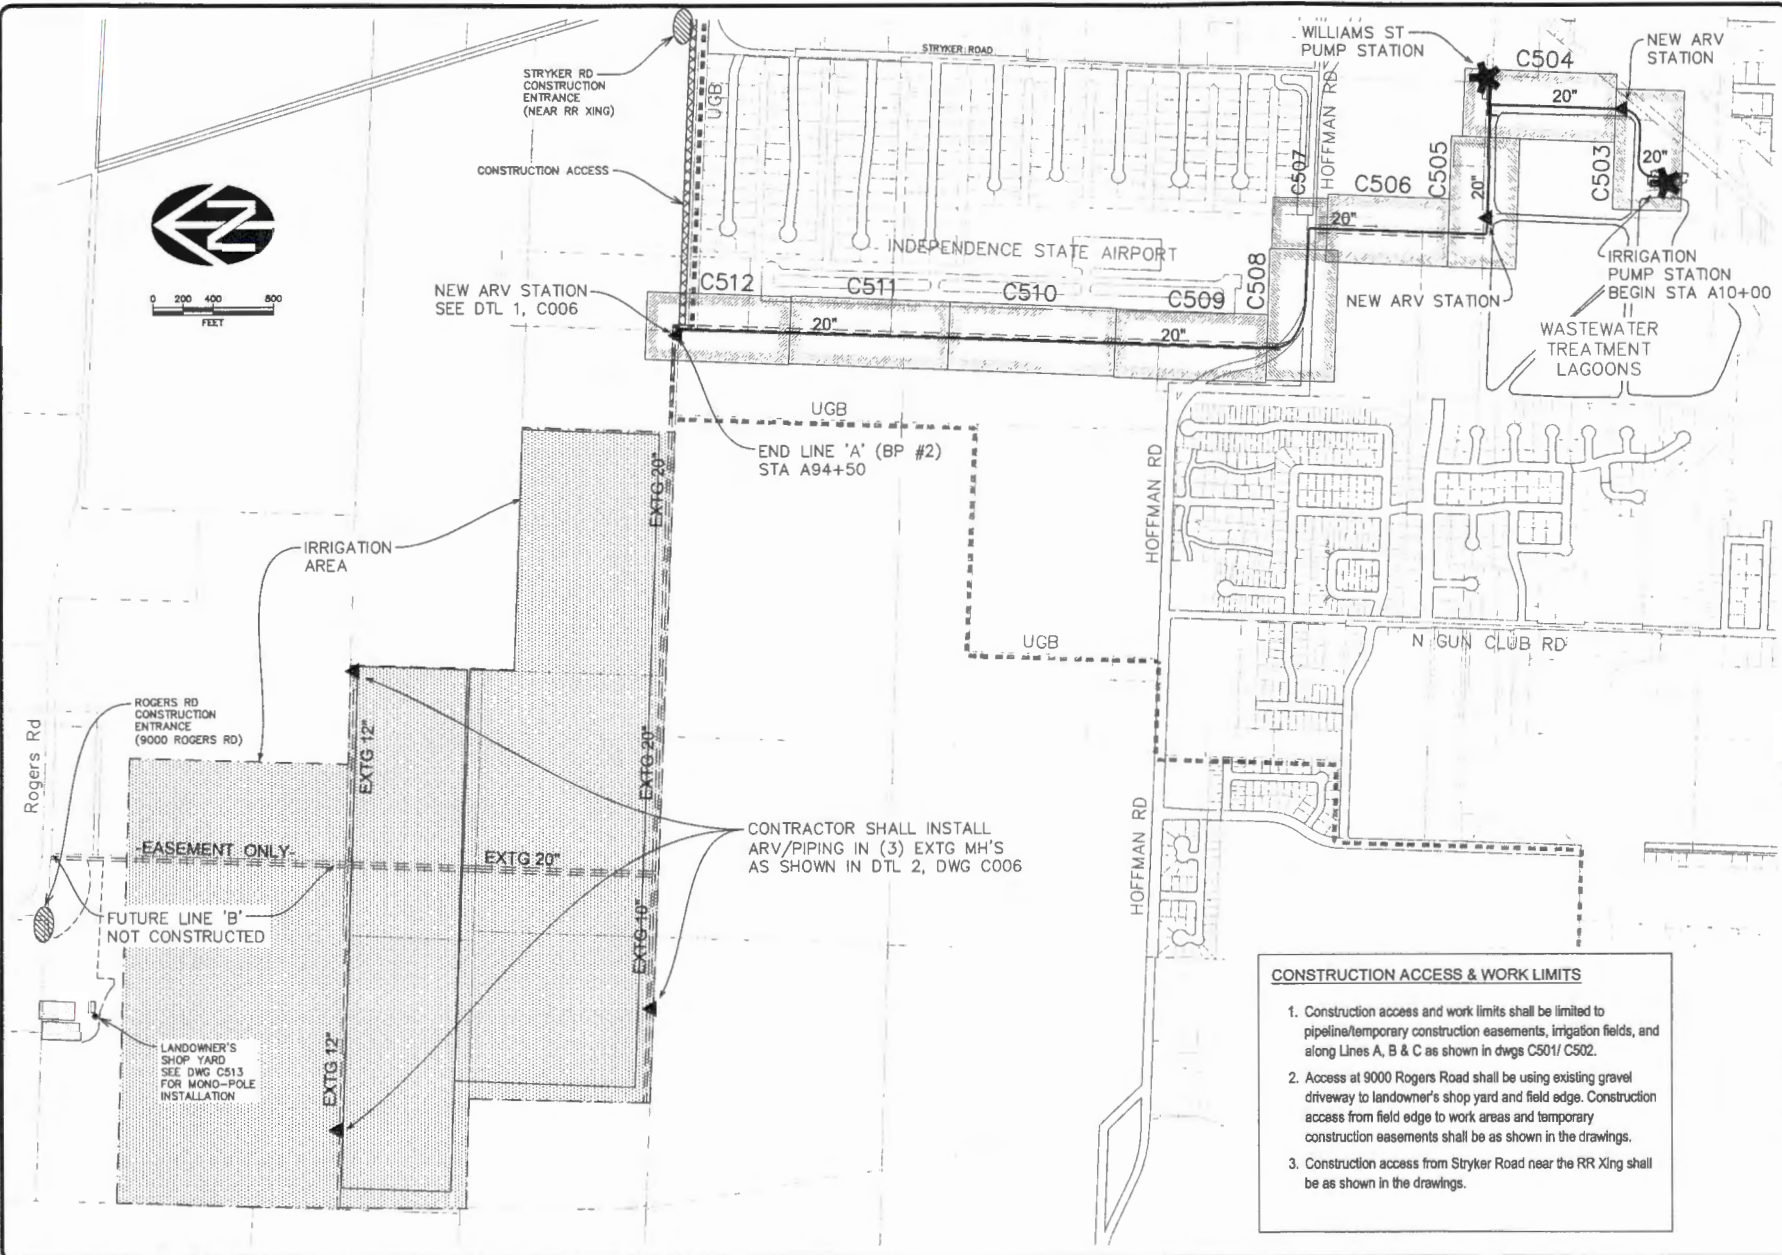 STRYKER ROAD
STRYKER RD
CONSTRUCTION
ENTRANCE
(NEAR RR XING)
UGB
CONSTRUCTION ACCESS
N
0 200 400 800
FEET
NEW ARV STATION
SEE DTL 1, C006
C512
C511
C510
C509
C508
C507
HOFFMAN RD
C506
C505
C504
C503
WILLIAMS ST
PUMP STATION
NEW ARV
STATION
20"
20"
20"
20"
20"
20"
INDEPENDENCE STATE AIRPORT
NEW ARV STATION
IRRIGATION
PUMP STATION
BEGIN STA A10+00
WASTEWATER
TREATMENT
LAGOONS
UGB
END LINE 'A' (BP #2)
STA A94+50
EXTG 20"
HOFFMAN RD
IRRIGATION
AREA
UGB
N GUN CLUB RD
ROGERS RD
CONSTRUCTION
ENTRANCE
(9000 ROGERS RD)
Rogers Rd
EXTG 12"
EXTG 20"
CONTRACTOR SHALL INSTALL
ARV/PIPING IN (3) EXTG MH'S
AS SHOWN IN DTL 2, DWG C006
-EASEMENT ONLY-
EXTG 20"
HOFFMAN RD
FUTURE LINE 'B'
NOT CONSTRUCTED
EXTG 10"
LANDOWNER'S
SHOP YARD
SEE DWG C513
FOR MONO-POLE
INSTALLATION
EXTG 12"
CONSTRUCTION ACCESS & WORK LIMITS
1. Construction access and work limits shall be limited to
pipeline/temporary construction easements, irrigation fields, and
along Lines A, B & C as shown in dwgs C501/ C502.
2. Access at 9000 Rogers Road shall be using existing gravel
driveway to landowner's shop yard and field edge. Construction
access from field edge to work areas and temporary
construction easements shall be as shown in the drawings.
3. Construction access from Stryker Road near the RR Xing shall
be as shown in the drawings.